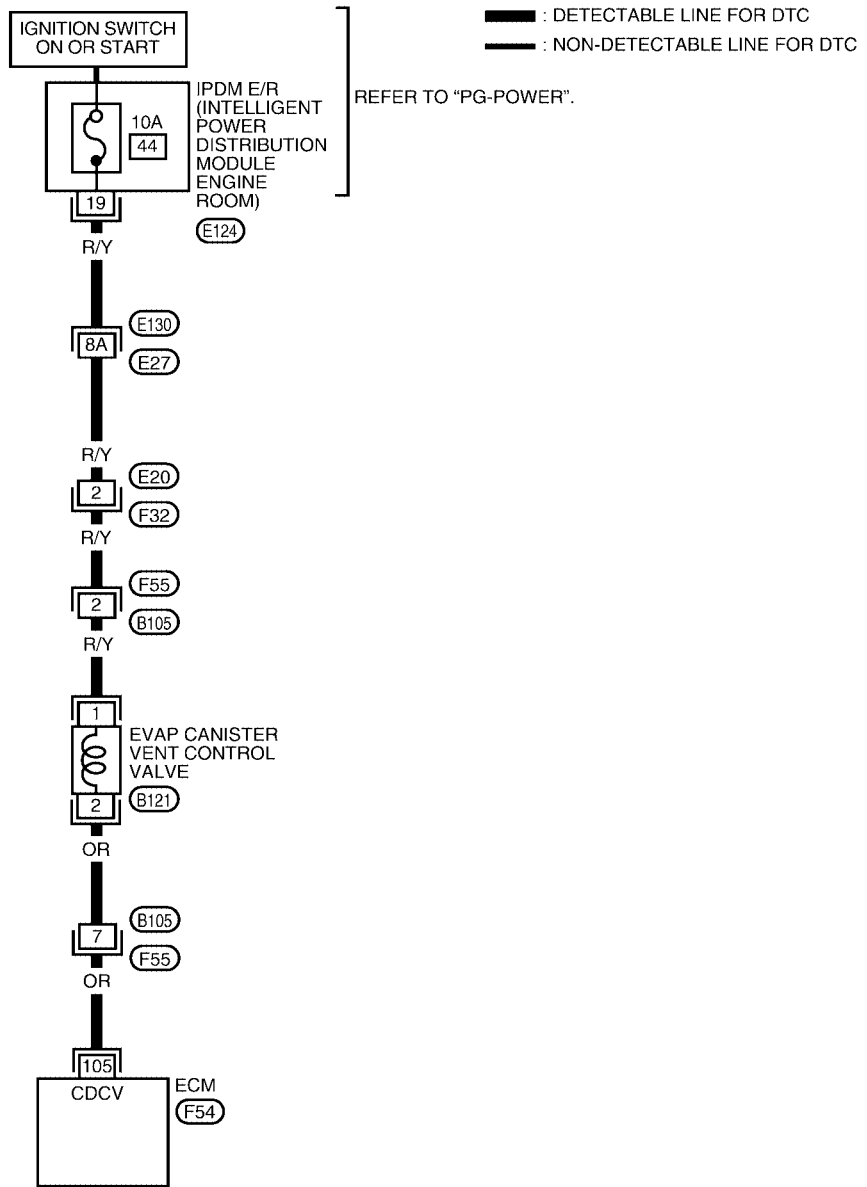 IGNITION SWITCH
ON OR START
: DETECTABLE LINE FOR DTC
: NON-DETECTABLE LINE FOR DTC
10A
44
IPDM E/R
(INTELLIGENT
POWER
DISTRIBUTION
MODULE
ENGINE
ROOM)
REFER TO “PG-POWER”.
19
E124
R/Y
E130
8A
E27
R/Y
E20
2
F32
R/Y
F55
2
B105
R/Y
1
EVAP CANISTER
VENT CONTROL
VALVE
2
B121
OR
B105
7
F55
OR
105
CDCV
ECM
F54